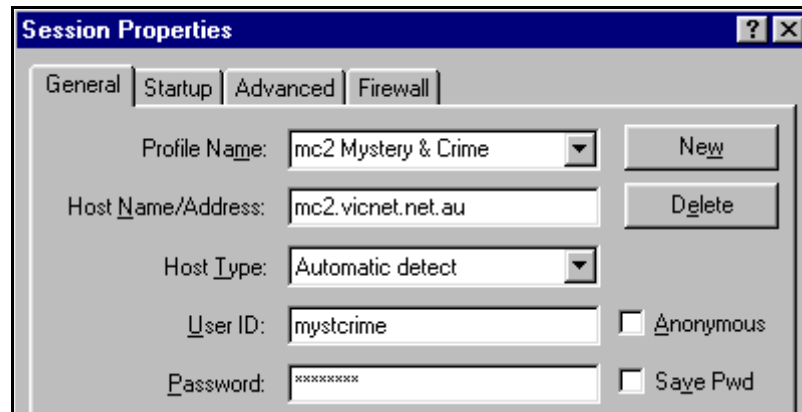 Session Properties
General Startup Advanced Firewall
Profile Name: mc2 Mystery & Crime New
Host Name/Address: mc2.vicnet.net.au Delete
Host Type: Automatic detect
User ID: mystcrime Anonymous
Password: ******** Save Pwd